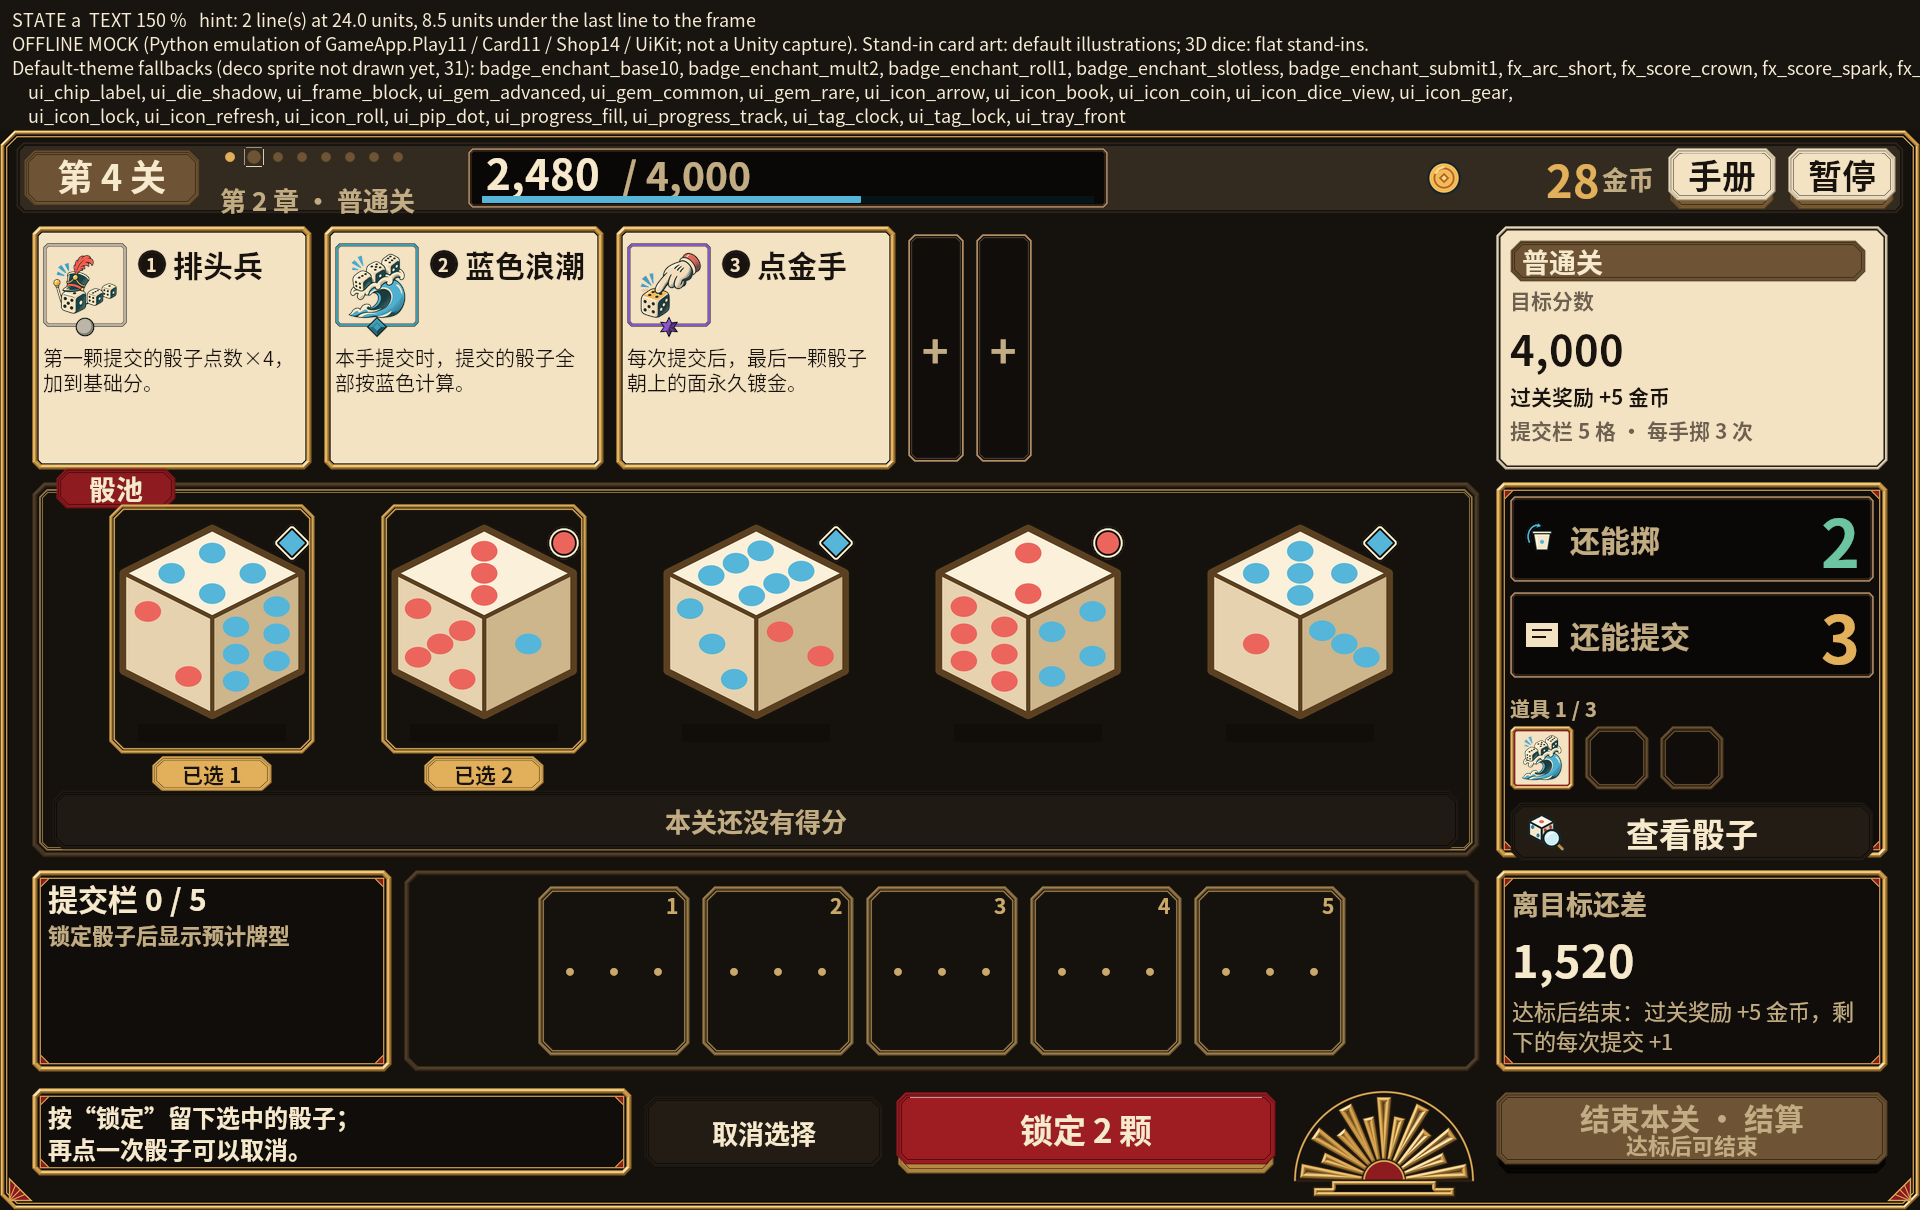 STATE a  TEXT 150 %   hint: 2 line(s) at 24.0 units, 8.5 units under the last line to the frame
OFFLINE MOCK (Python emulation of GameApp.Play11 / Card11 / Shop14 / UiKit; not a Unity capture). Stand-in card art: default illustrations; 3D dice: flat stand-ins.
Default-theme fallbacks (deco sprite not drawn yet, 31): badge_enchant_base10, badge_enchant_mult2, badge_enchant_roll1, badge_enchant_slotless, badge_enchant_submit1, fx_arc_short, fx_score_crown, fx_score_spark, fx_
ui_chip_label, ui_die_shadow, ui_frame_block, ui_gem_advanced, ui_gem_common, ui_gem_rare, ui_icon_arrow, ui_icon_book, ui_icon_coin, ui_icon_dice_view, ui_icon_gear,
ui_icon_lock, ui_icon_refresh, ui_icon_roll, ui_pip_dot, ui_progress_fill, ui_progress_track, ui_tag_clock, ui_tag_lock, ui_tray_front
第 4 关
第 2 章 · 普通关
2,480 / 4,000
28金币
手册
暂停
1 排头兵
第一颗提交的骰子点数×4，
加到基础分。
2 蓝色浪潮
本手提交时，提交的骰子全
部按蓝色计算。
3 点金手
每次提交后，最后一颗骰子
朝上的面永久镀金。
+
+
普通关
目标分数
4,000
过关奖励 +5 金币
提交栏 5 格 · 每手掷 3 次
骰池
已选 1
已选 2
本关还没有得分
还能掷 2
还能提交 3
道具 1 / 3
查看骰子
提交栏 0 / 5
锁定骰子后显示预计牌型
1
2
3
4
5
离目标还差
1,520
达标后结束：过关奖励 +5 金币，剩
下的每次提交 +1
按“锁定”留下选中的骰子；
再点一次骰子可以取消。
取消选择
锁定 2 颗
结束本关 · 结算
达标后可结束